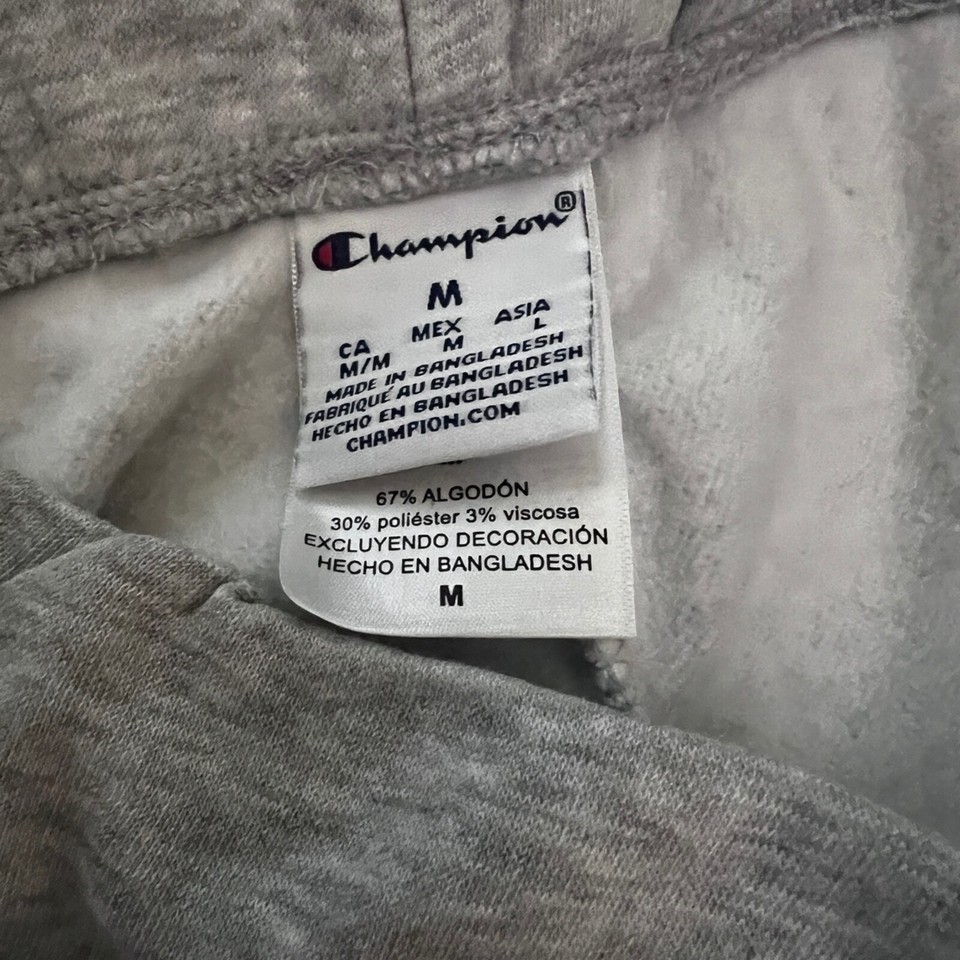 Champion®
M
CA MEX ASIA
M/M M L
MADE IN BANGLADESH
FABRIQUÉ AU BANGLADESH
HECHO EN BANGLADESH
CHAMPION.COM
67% ALGODÓN
30% poliéster 3% viscosa
EXCLUYENDO DECORACIÓN
HECHO EN BANGLADESH
M